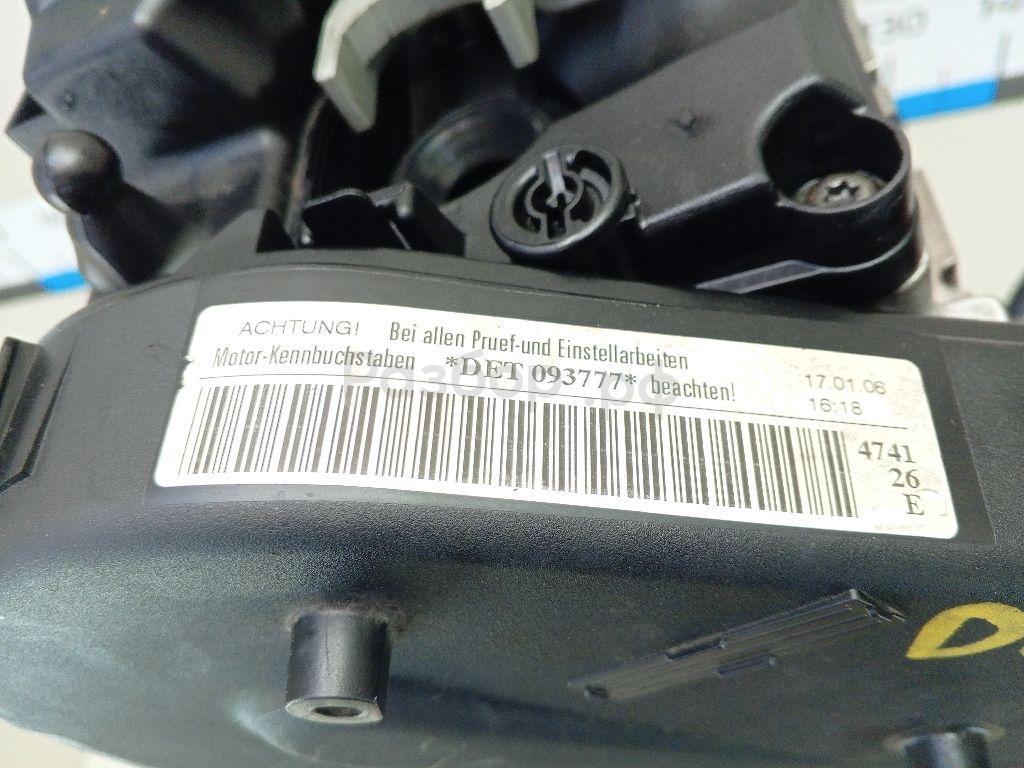 ACHTUNG! Bei allen Pruef-und Einstellarbeiten
Motor-Kennbuchstaben *DET 093777* beachten!
17.01.06
16:18
4741
26
E
Разбор.рф
30
D